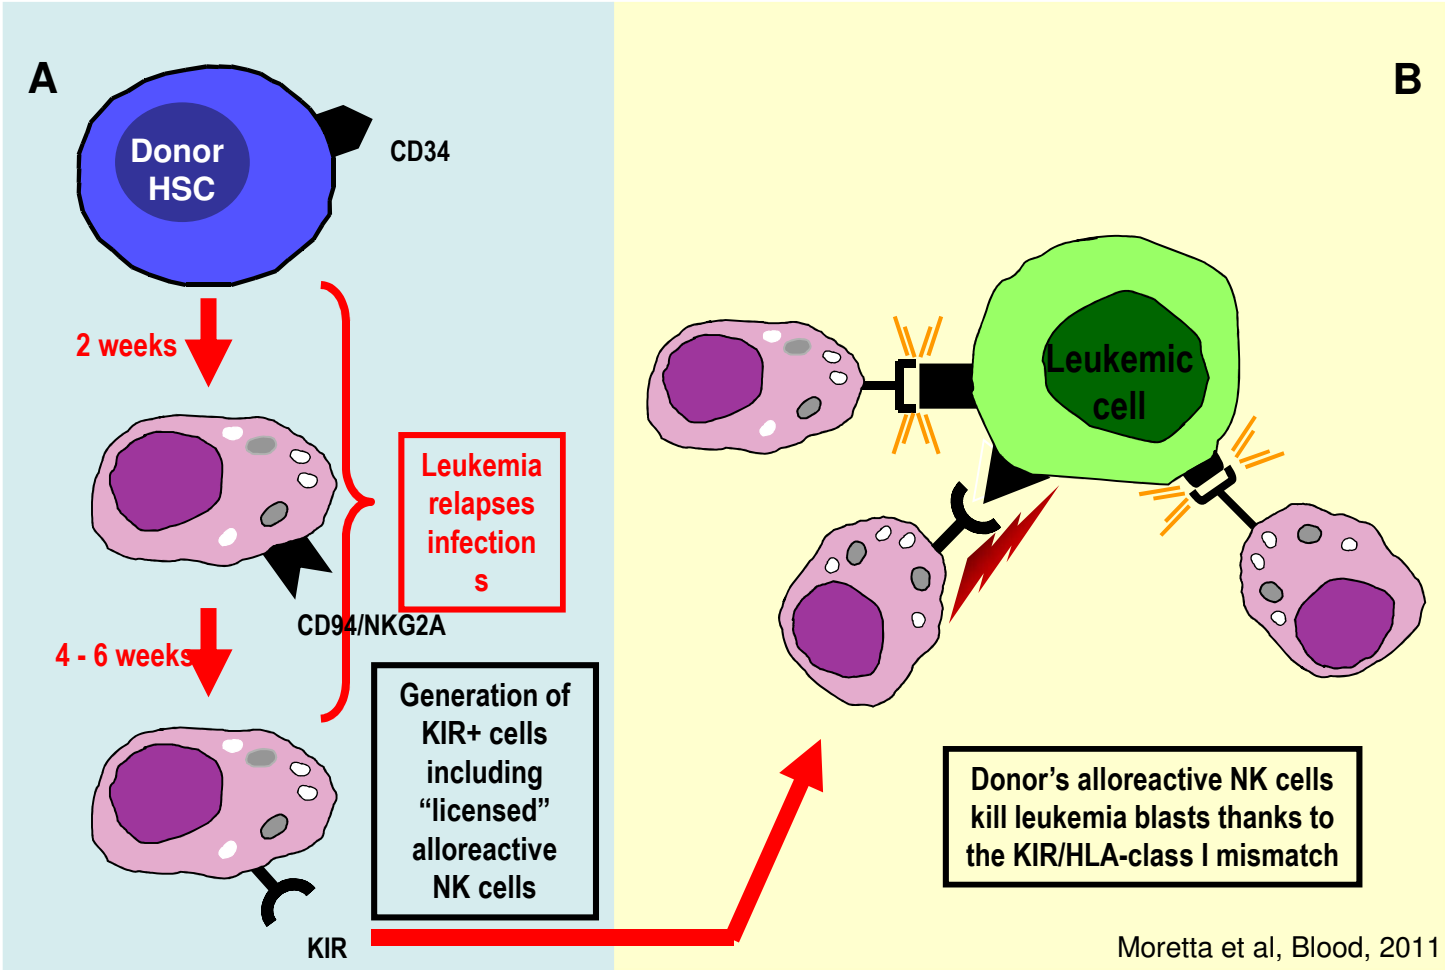 A
B
Donor
HSC
CD34
2 weeks
Leukemia
relapses
infection
s
CD94/NKG2A
4 - 6 weeks
Generation of
KIR+ cells
including
“licensed”
alloreactive
NK cells
KIR
Leukemic
cell
Donor’s alloreactive NK cells
kill leukemia blasts thanks to
the KIR/HLA-class I mismatch
Moretta et al, Blood, 2011